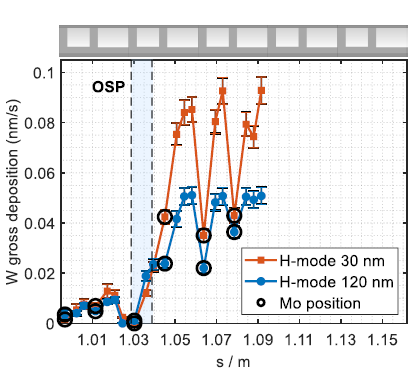 OSP
0.1
0.08
0.06
0.04
0.02
0
W gross deposition (nm/s)
H-mode 30 nm
H-mode 120 nm
Mo position
1.01 1.03 1.05 1.07 1.09 1.11 1.13 1.15
s / m